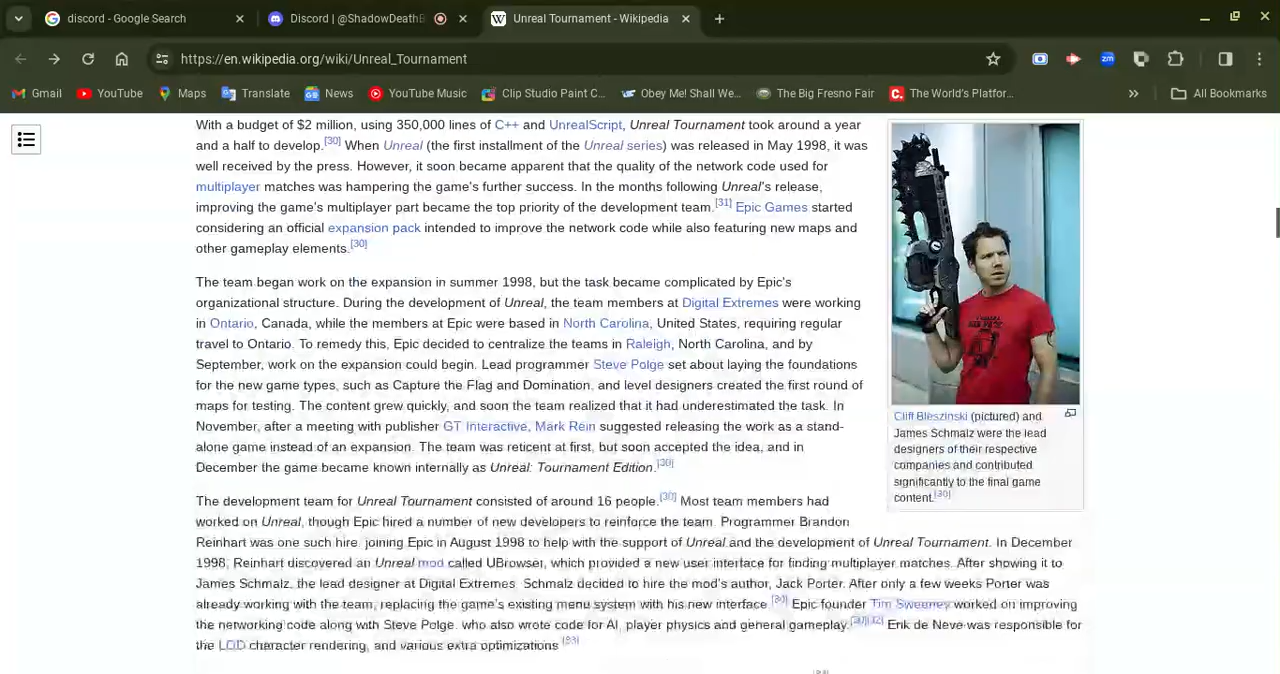 discord - Google Search
Discord | @ShadowDeathB
Unreal Tournament - Wikipedia
https://en.wikipedia.org/wiki/Unreal_Tournament
Gmail YouTube Maps Translate News YouTube Music Clip Studio Paint C... Obey Me! Shall We... The Big Fresno Fair The World's Platfor... » All Bookmarks
With a budget of $2 million, using 350,000 lines of C++ and UnrealScript, Unreal Tournament took around a year
and a half to develop.[30] When Unreal (the first installment of the Unreal series) was released in May 1998, it was
well received by the press. However, it soon became apparent that the quality of the network code used for
multiplayer matches was hampering the game's further success. In the months following Unreal's release,
improving the game's multiplayer part became the top priority of the development team.[31] Epic Games started
considering an official expansion pack intended to improve the network code while also featuring new maps and
other gameplay elements.[30]
The team began work on the expansion in summer 1998, but the task became complicated by Epic's
organizational structure. During the development of Unreal, the team members at Digital Extremes were working
in Ontario, Canada, while the members at Epic were based in North Carolina, United States, requiring regular
travel to Ontario. To remedy this, Epic decided to centralize the teams in Raleigh, North Carolina, and by
September, work on the expansion could begin. Lead programmer Steve Polge set about laying the foundations
for the new game types, such as Capture the Flag and Domination, and level designers created the first round of
maps for testing. The content grew quickly, and soon the team realized that it had underestimated the task. In
November, after a meeting with publisher GT Interactive, Mark Rein suggested releasing the work as a stand-
alone game instead of an expansion. The team was reticent at first, but soon accepted the idea, and in
December the game became known internally as Unreal: Tournament Edition.[30]
The development team for Unreal Tournament consisted of around 16 people.[30] Most team members had
worked on Unreal, though Epic hired a number of new developers to reinforce the team. Programmer Brandon
Reinhart was one such hire, joining Epic in August 1998 to help with the support of Unreal and the development of Unreal Tournament. In December
1998, Reinhart discovered an Unreal mod called UBrowser, which provided a new user interface for finding multiplayer matches. After showing it to
James Schmalz, the lead designer at Digital Extremes, Schmalz decided to hire the mod's author, Jack Porter. After only a few weeks Porter was
already working with the team, replacing the game's existing menu system with his new interface.[30] Epic founder Tim Sweeney worked on improving
the networking code along with Steve Polge, who also wrote code for AI, player physics and general gameplay.[30][32] Erik de Neve was responsible for
the LOD character rendering, and various extra optimizations.[33]
Cliff Bleszinski (pictured) and
James Schmalz were the lead
designers of their respective
companies and contributed
significantly to the final game
content.[30]
zm